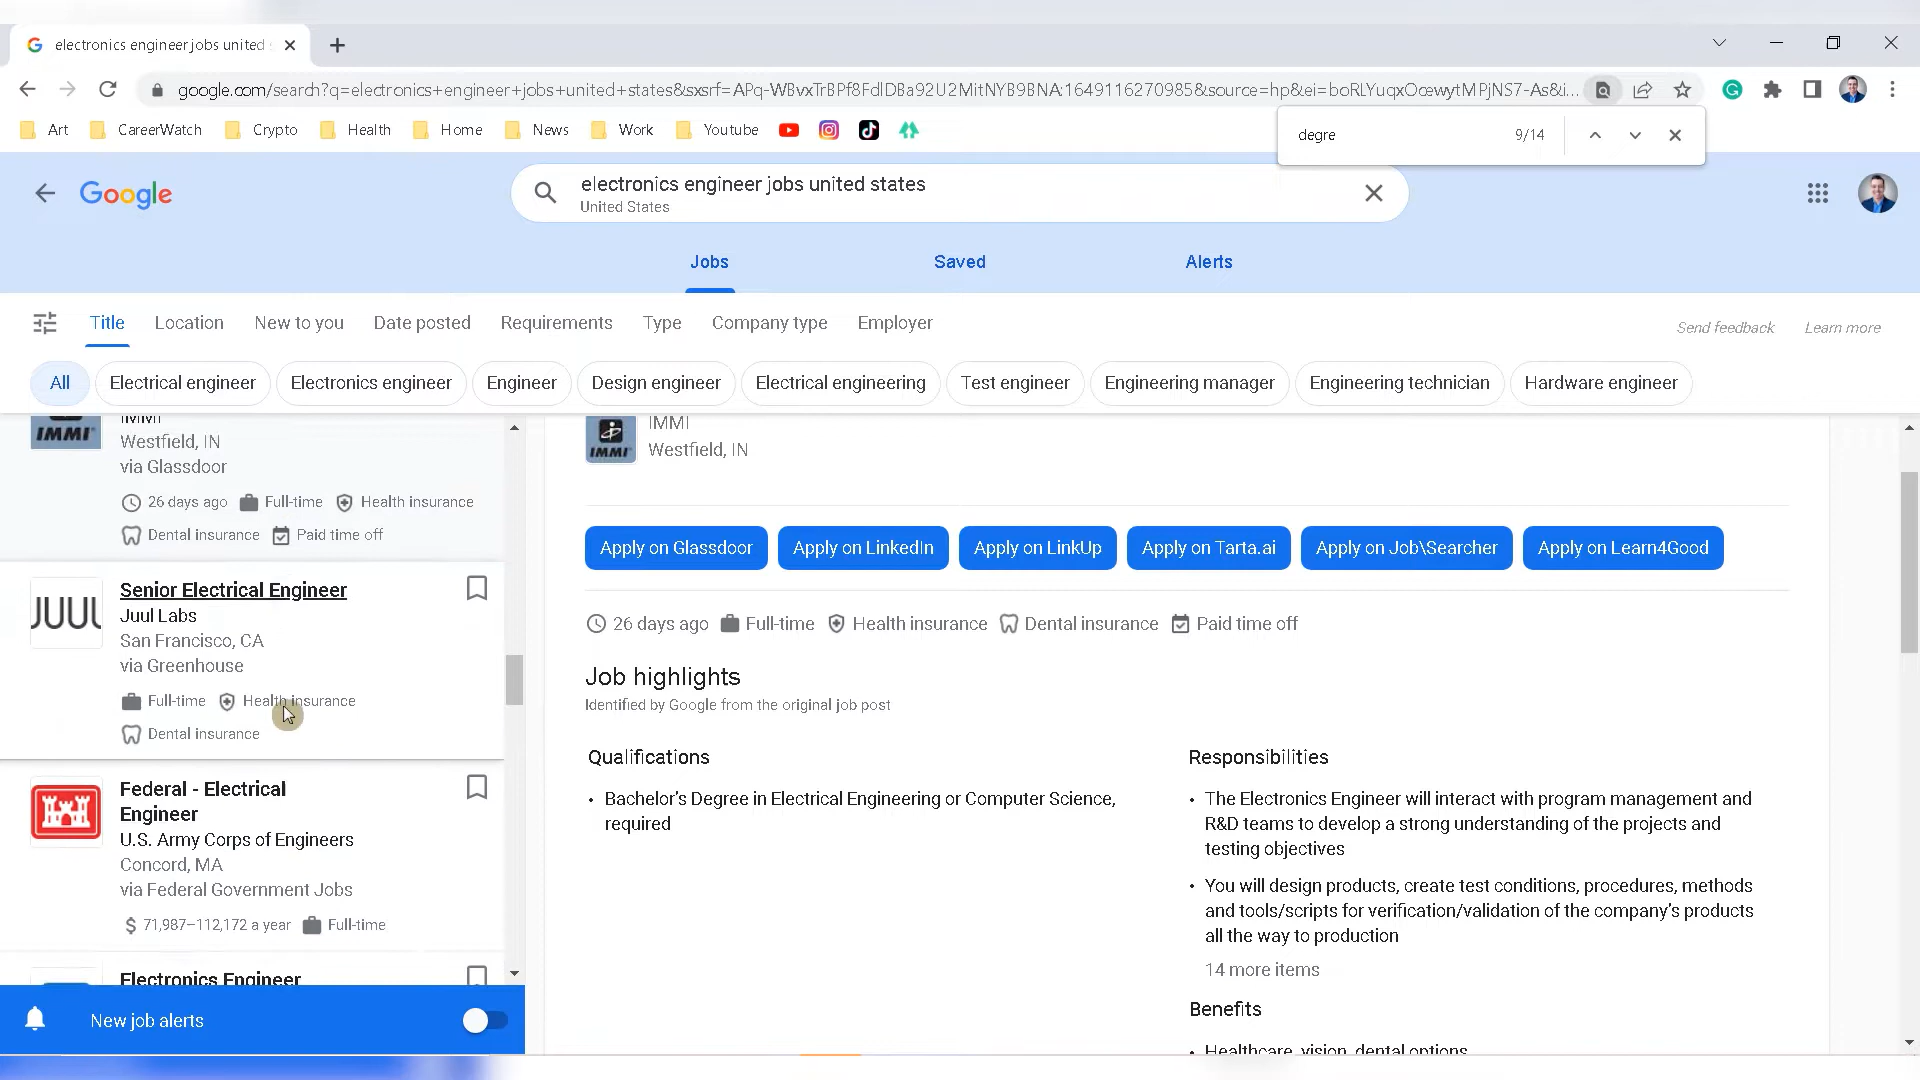 electronics engineer jobs united s
google.com/search?q=electronics+engineer+jobs+united+states&sxsrf=APq-WBvxTrBPf8FdlDBa92U2MitNYB9BNA:1649116270985&source=hp&ei=boRLYuqxOcewytMPjNS7-As&i...
Art CareerWatch Crypto Health Home News Work Youtube
degre 9/14
Google
electronics engineer jobs united states
United States
Jobs Saved Alerts
Title Location New to you Date posted Requirements Type Company type Employer
Send feedback Learn more
All Electrical engineer Electronics engineer Engineer Design engineer Electrical engineering Test engineer Engineering manager Engineering technician Hardware engineer
IMMI
IMMI
Westfield, IN
via Glassdoor
26 days ago Full-time Health insurance
Dental insurance Paid time off
JUUL
Senior Electrical Engineer
Juul Labs
San Francisco, CA
via Greenhouse
Full-time Health insurance
Dental insurance
Federal - Electrical
Engineer
U.S. Army Corps of Engineers
Concord, MA
via Federal Government Jobs
71,987–112,172 a year Full-time
Electronics Engineer
New job alerts
IMMI
IMMI
Westfield, IN
Apply on Glassdoor Apply on LinkedIn Apply on LinkUp Apply on Tarta.ai Apply on Job\Searcher Apply on Learn4Good
26 days ago Full-time Health insurance Dental insurance Paid time off
Job highlights
Identified by Google from the original job post
Qualifications
• Bachelor's Degree in Electrical Engineering or Computer Science,
required
Responsibilities
• The Electronics Engineer will interact with program management and
R&D teams to develop a strong understanding of the projects and
testing objectives
• You will design products, create test conditions, procedures, methods
and tools/scripts for verification/validation of the company's products
all the way to production
14 more items
Benefits
• Healthcare, vision, dental options